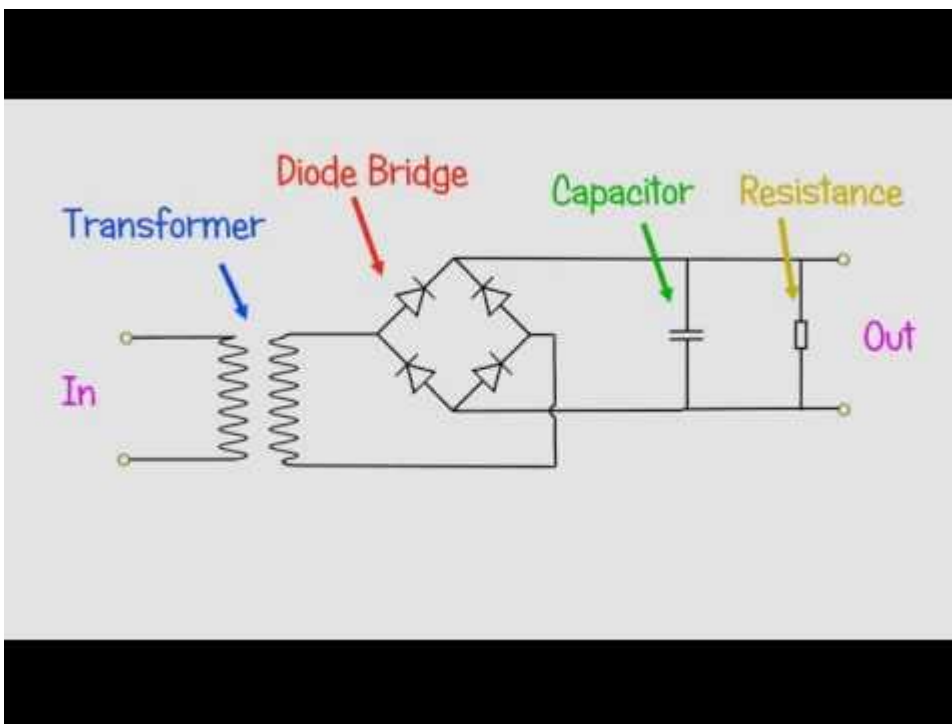 Diode Bridge
Capacitor
Resistance
Transformer
Out
In